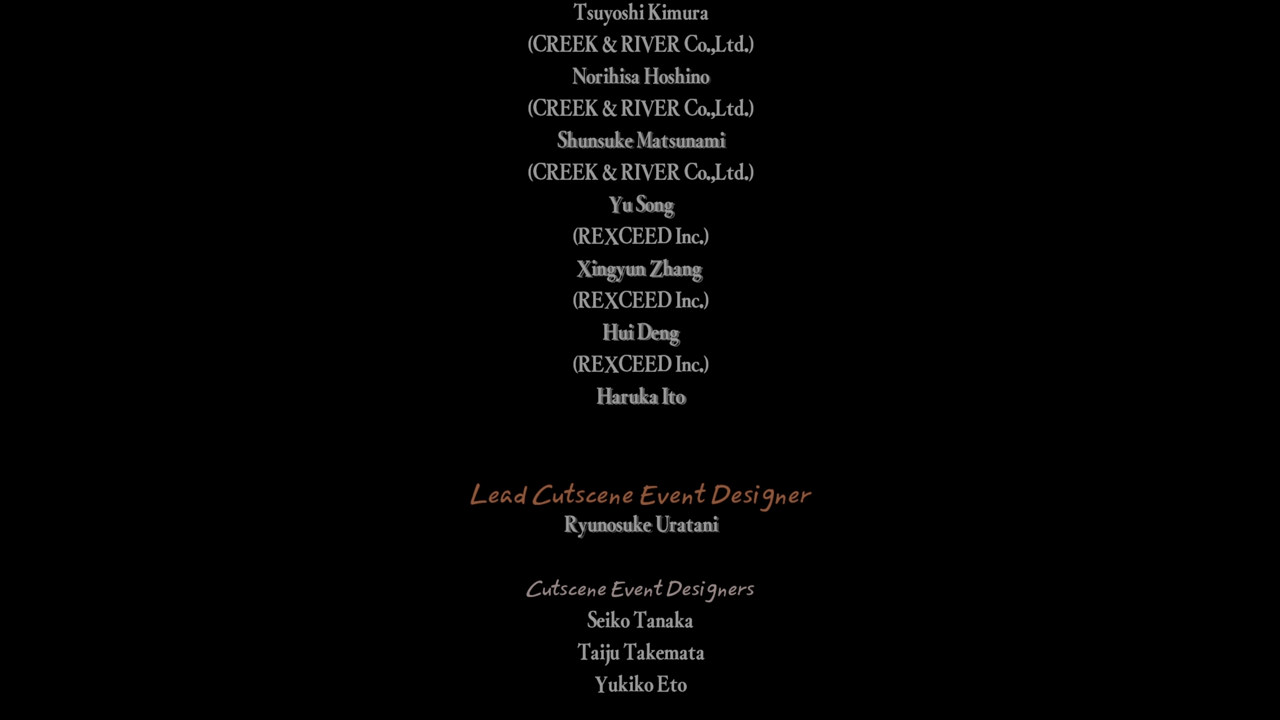 Tsuyoshi Kimura
(CREEK & RIVER Co.,Ltd.)
Norihisa Hoshino
(CREEK & RIVER Co.,Ltd.)
Shunsuke Matsunami
(CREEK & RIVER Co.,Ltd.)
Yu Song
(REXCEED Inc.)
Xingyun Zhang
(REXCEED Inc.)
Hui Deng
(REXCEED Inc.)
Haruka Ito
Lead Cutscene Event Designer
Ryunosuke Uratani
Cutscene Event Designers
Seiko Tanaka
Taiju Takemata
Yukiko Eto